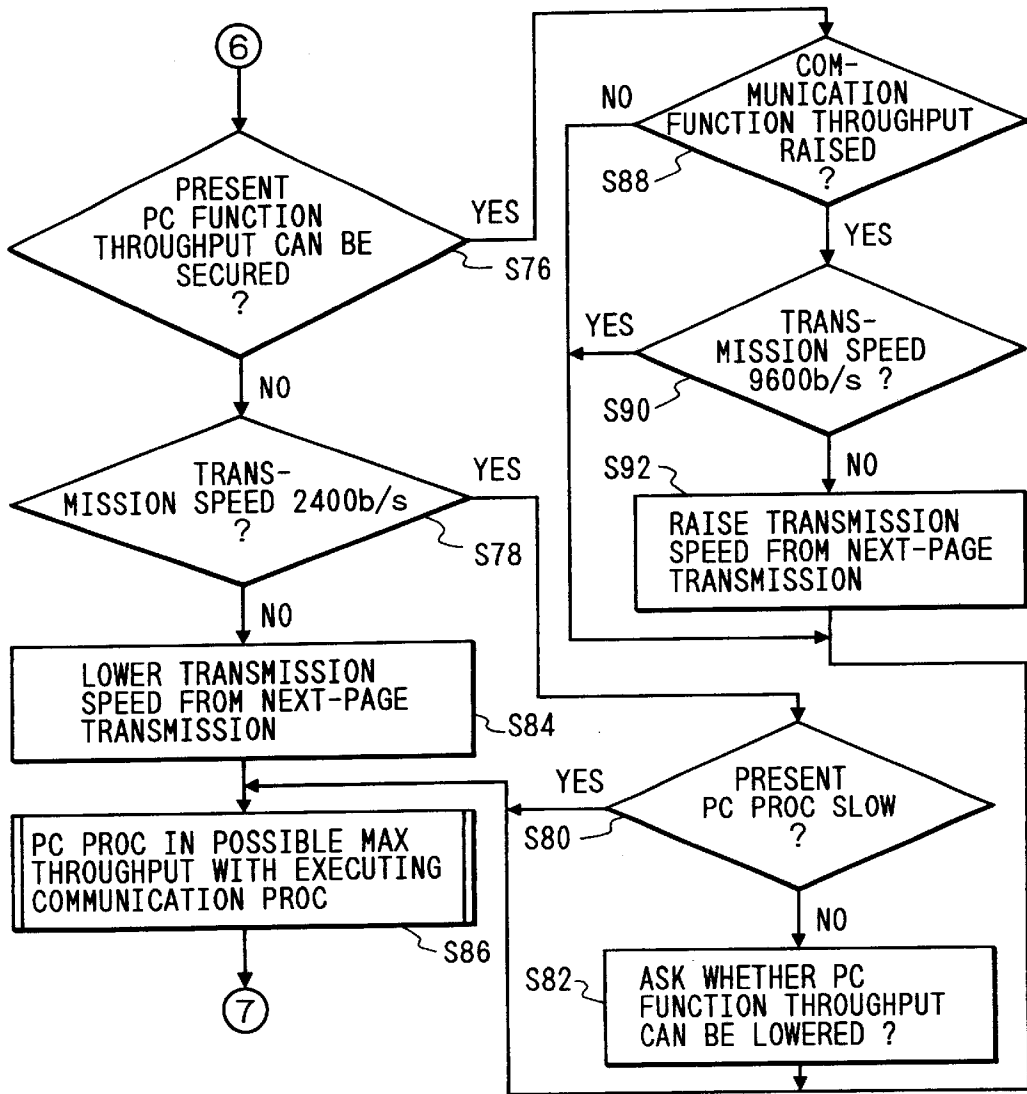 6
PRESENT
PC FUNCTION
THROUGHPUT CAN BE
SECURED
?
YES
S76
NO
TRANS-
MISSION SPEED 2400b/s
?
YES
S78
NO
LOWER TRANSMISSION
SPEED FROM NEXT-PAGE
TRANSMISSION
S84
PC PROC IN POSSIBLE MAX
THROUGHPUT WITH EXECUTING
COMMUNICATION PROC
S86
7
COM-
MUNICATION
FUNCTION THROUGHPUT
RAISED
?
NO
S88
YES
TRANS-
MISSION SPEED
9600b/s ?
YES
S90
NO
S92
RAISE TRANSMISSION
SPEED FROM NEXT-PAGE
TRANSMISSION
PRESENT
PC PROC SLOW
?
YES
S80
NO
S82
ASK WHETHER PC
FUNCTION THROUGHPUT
CAN BE LOWERED ?